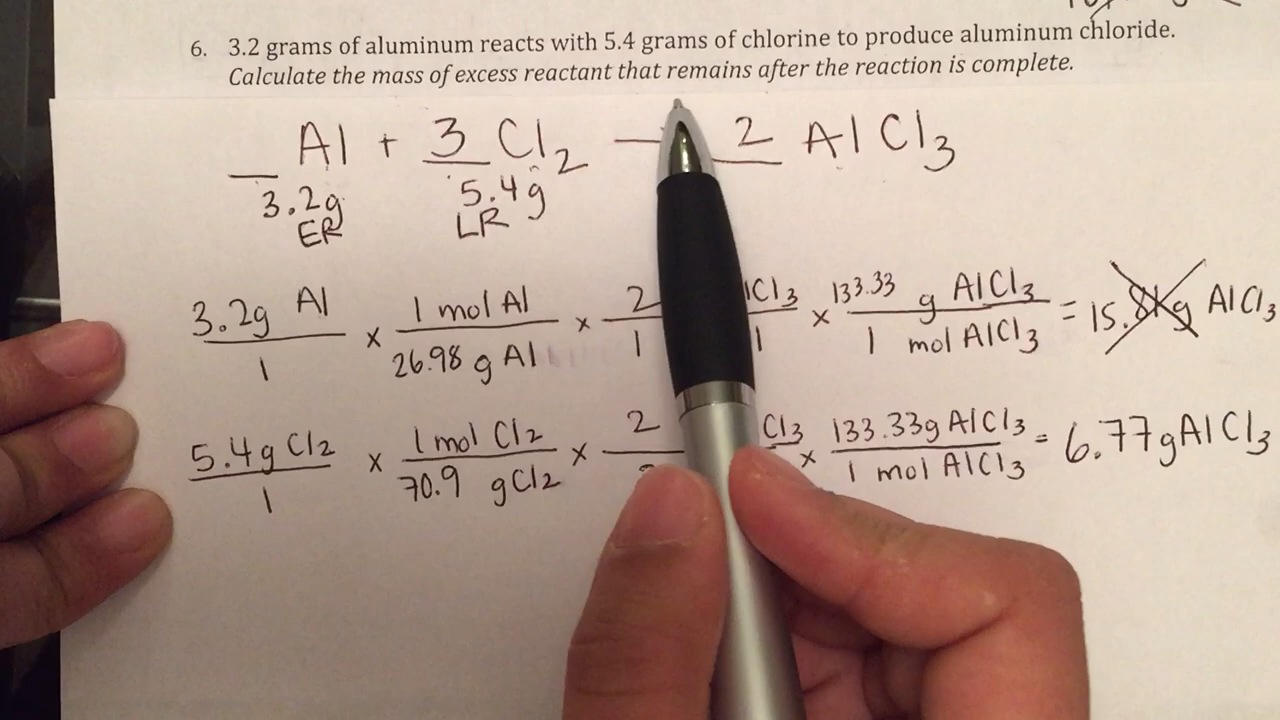 6. 3.2 grams of aluminum reacts with 5.4 grams of chlorine to produce aluminum chloride.
Calculate the mass of excess reactant that remains after the reaction is complete.
_ Al + 3 Cl₂ — 2 AlCl₃
3.2g 5.4g
ER LR
3.2g Al / 1 × 1 mol Al / 26.98 g Al × 2 lCl₃ / 1 1 × 133.33 g AlCl₃ / 1 mol AlCl₃ = 15.81g AlCl₃
5.4g Cl₂ / 1 × 1 mol Cl₂ / 70.9 gCl₂ × 2 Cl₃ × 133.33g AlCl₃ / 1 mol AlCl₃ = 6.77g AlCl₃